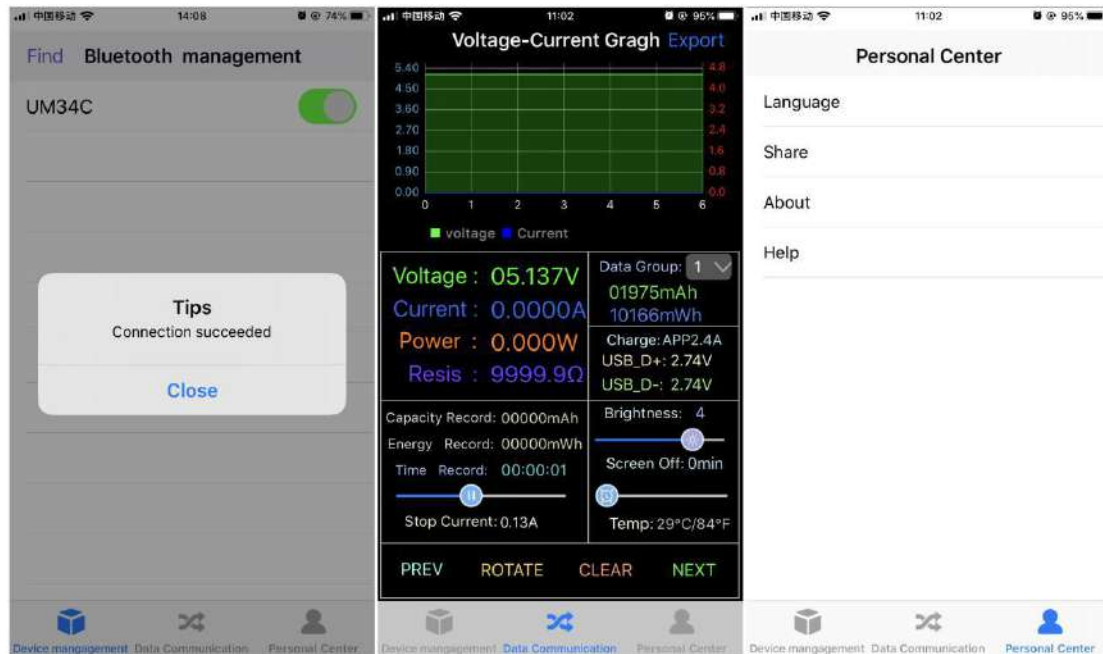 中国移动 14:08 74%
Find Bluetooth management
UM34C
Tips
Connection succeeded
Close
Device mangagement Data Communication Personal Center
中国移动 11:02 95%
Voltage-Current Gragh Export
5.40 4.8
4.50 4.0
3.60 3.2
2.70 2.4
1.80 1.6
0.90 0.8
0.00 0.0
0 1 2 3 4 5 6
voltage Current
Voltage : 05.137V
Current : 0.0000A
Power : 0.000W
Resis : 9999.9Ω
Data Group: 1
01975mAh
10166mWh
Charge: APP2.4A
USB_D+: 2.74V
USB_D-: 2.74V
Capacity Record: 00000mAh
Energy Record: 00000mWh
Time Record: 00:00:01
Stop Current: 0.13A
Brightness: 4
Screen Off: 0min
Temp: 29°C/84°F
PREV ROTATE CLEAR NEXT
Device mangagement Data Communication Personal Center
中国移动 11:02 95%
Personal Center
Language
Share
About
Help
Device mangagement Data Communication Personal Center